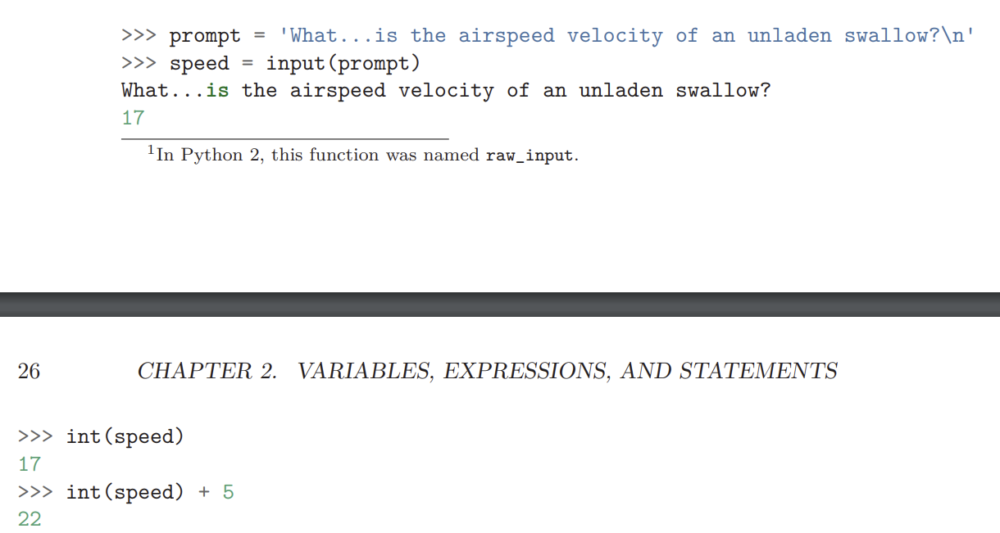 >>> prompt = 'What...is the airspeed velocity of an unladen swallow?\n'
>>> speed = input(prompt)
What...is the airspeed velocity of an unladen swallow?
17
1In Python 2, this function was named raw_input.
26 CHAPTER 2. VARIABLES, EXPRESSIONS, AND STATEMENTS
>>> int(speed)
17
>>> int(speed) + 5
22